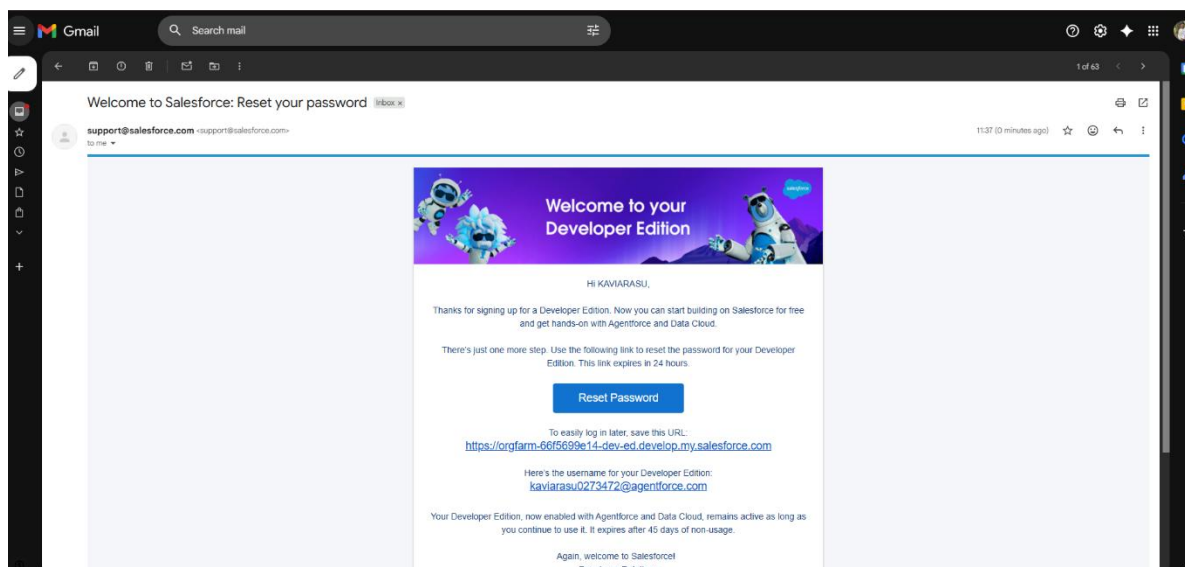 Gmail
Search mail
1 of 63
Welcome to Salesforce: Reset your password Inbox x
support@salesforce.com <support@salesforce.com>
11:37 (0 minutes ago)
to me
salesforce
Welcome to your
Developer Edition
Hi KAVIARASU,
Thanks for signing up for a Developer Edition. Now you can start building on Salesforce for free
and get hands-on with Agentforce and Data Cloud.
There's just one more step. Use the following link to reset the password for your Developer
Edition. This link expires in 24 hours.
Reset Password
To easily log in later, save this URL:
https://orgfarm-66f5699e14-dev-ed.develop.my.salesforce.com
Here's the username for your Developer Edition:
kaviarasu0273472@agentforce.com
Your Developer Edition, now enabled with Agentforce and Data Cloud, remains active as long as
you continue to use it. It expires after 45 days of non-usage.
Again, welcome to Salesforce!